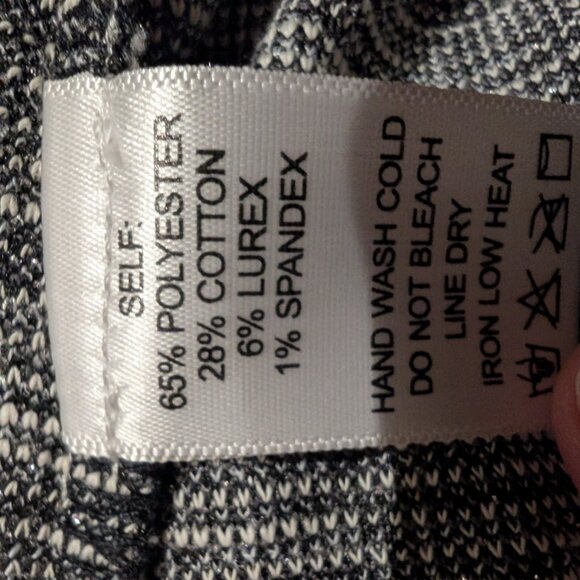 SELF:
65% POLYESTER
28% COTTON
6% LUREX
1% SPANDEX
HAND WASH COLD
DO NOT BLEACH
LINE DRY
IRON LOW HEAT